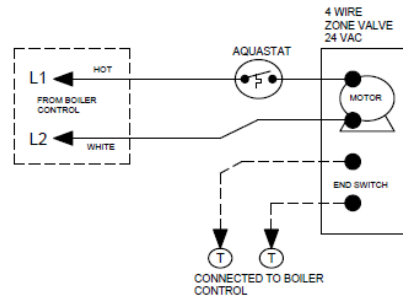 4 WIRE
ZONE VALVE
24 VAC
AQUASTAT
L1
HOT
MOTOR
FROM BOILER
CONTROL
L2
WHITE
END SWITCH
T
T
CONNECTED TO BOILER
CONTROL